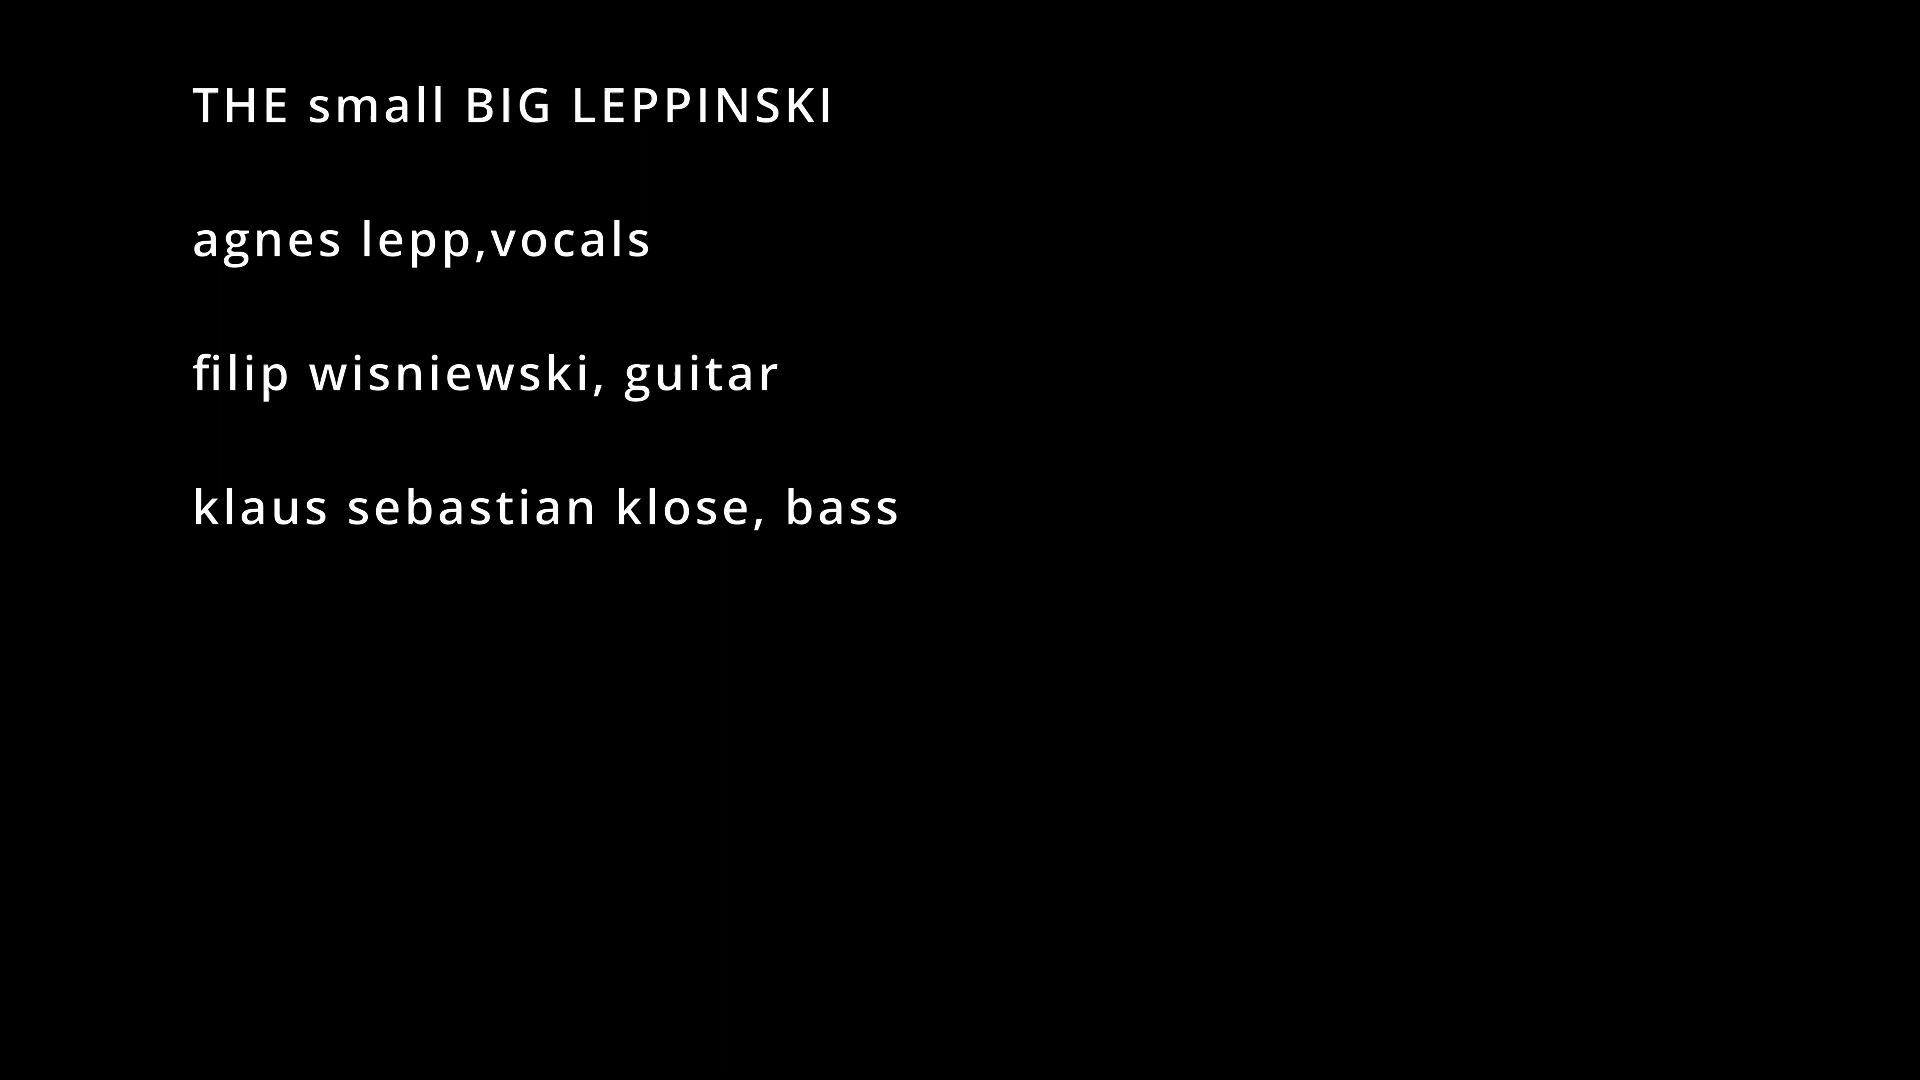 THE small BIG LEPPINSKI
agnes lepp,vocals
filip wisniewski, guitar
klaus sebastian klose, bass